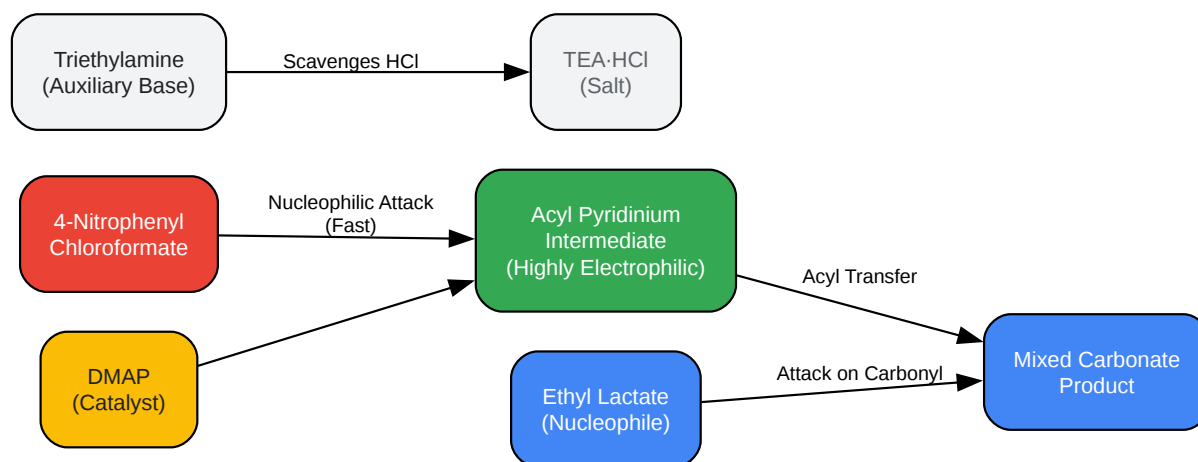 Triethylamine
(Auxiliary Base)
Scavenges HCl
TEA·HCl
(Salt)
4-Nitrophenyl
Chloroformate
Nucleophilic Attack
(Fast)
Acyl Pyridinium
Intermediate
(Highly Electrophilic)
Acyl Transfer
DMAP
(Catalyst)
Ethyl Lactate
(Nucleophile)
Attack on Carbonyl
Mixed Carbonate
Product